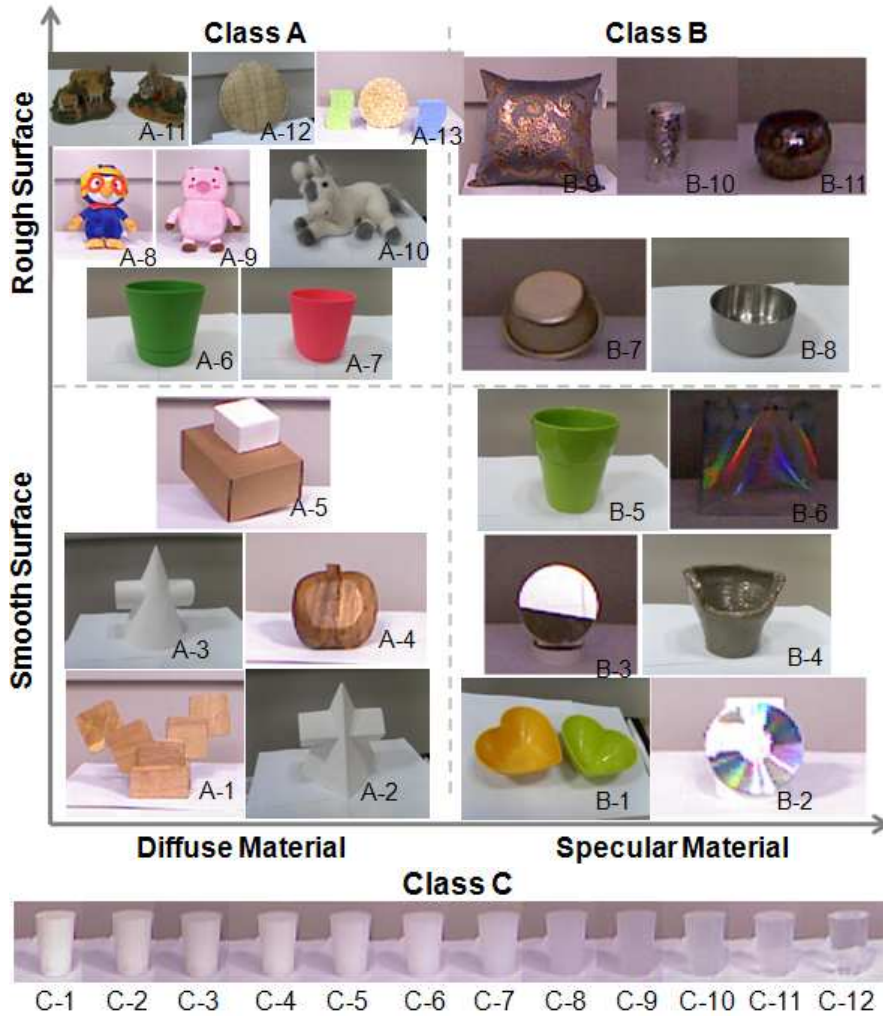 Class A
Class B
A-11
A-12
A-13
B-9
B-10
B-11
A-8
A-9
A-10
B-7
B-8
A-6
A-7
Rough Surface
A-5
B-5
B-6
A-3
A-4
B-3
B-4
A-1
A-2
B-1
B-2
Smooth Surface
Diffuse Material
Specular Material
Class C
C-1 C-2 C-3 C-4 C-5 C-6 C-7 C-8 C-9 C-10 C-11 C-12